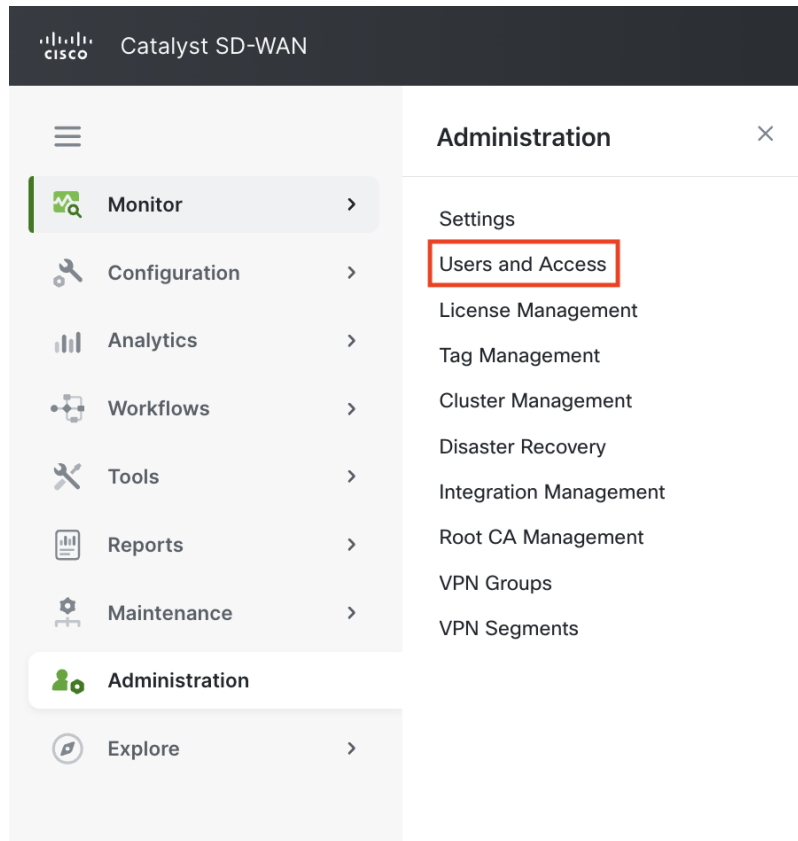 CISCO Catalyst SD-WAN
Monitor
Configuration
Analytics
Workflows
Tools
Reports
Maintenance
Administration
Explore
Administration
Settings
Users and Access
License Management
Tag Management
Cluster Management
Disaster Recovery
Integration Management
Root CA Management
VPN Groups
VPN Segments